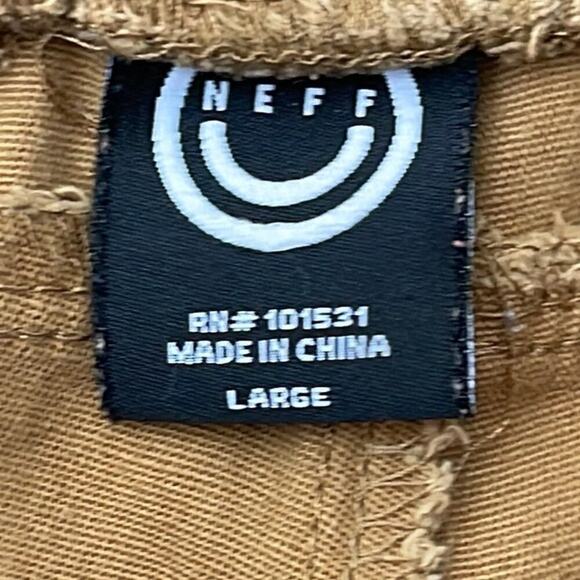 NEFF
RN# 101531
MADE IN CHINA
LARGE